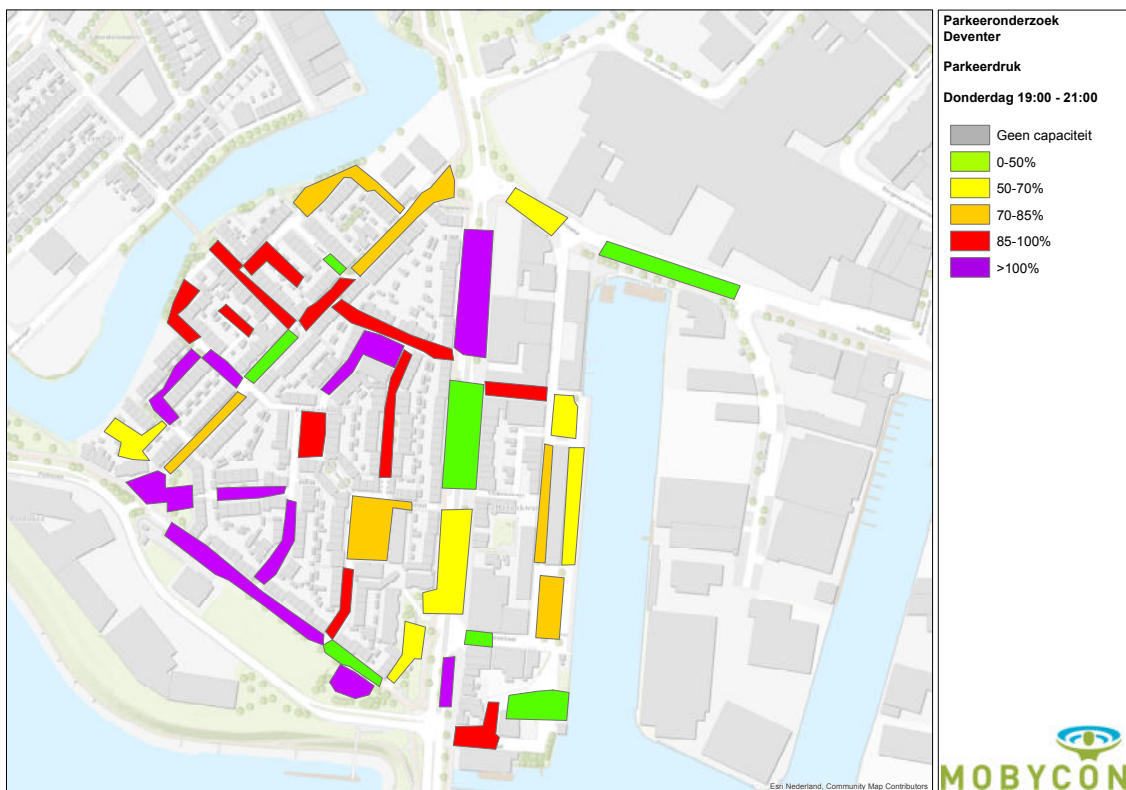 Parkeeronderzoek
Deventer
Parkeerdruk
Donderdag 19:00 - 21:00
Geen capaciteit
0-50%
50-70%
70-85%
85-100%
>100%
Esri Nederland, Community Map Contributors
MOBYCON